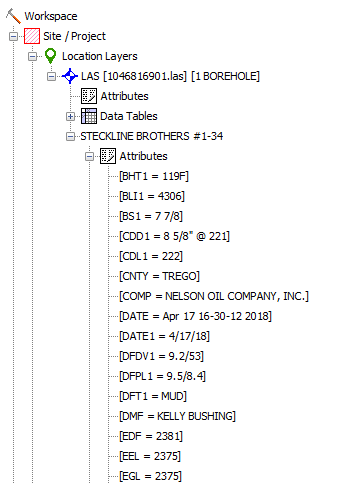 Workspace
Site / Project
Location Layers
LAS [1046816901.las] [1 BOREHOLE]
Attributes
Data Tables
STECKLINE BROTHERS #1-34
Attributes
[BHT1 = 119F]
[BLI1 = 4306]
[BS1 = 7 7/8]
[CDD1 = 8 5/8" @ 221]
[CDL1 = 222]
[CNTY = TREGO]
[COMP = NELSON OIL COMPANY, INC.]
[DATE = Apr 17 16-30-12 2018]
[DATE1 = 4/17/18]
[DFDV1 = 9.2/53]
[DFPL1 = 9.5/8.4]
[DFT1 = MUD]
[DMF = KELLY BUSHING]
[EDF = 2381]
[EEL = 2375]
[EGL = 2375]